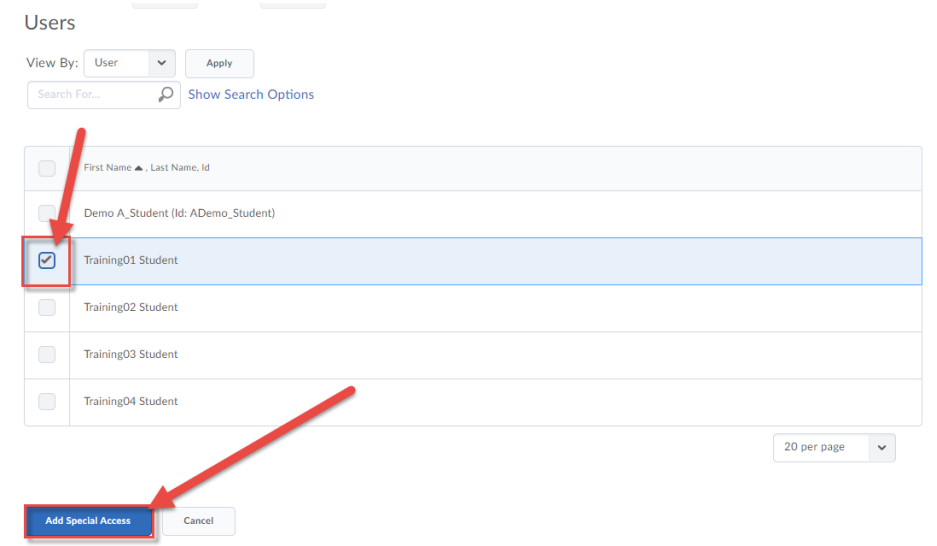 Users
View By: User Apply
Search For... Show Search Options
First Name , Last Name, Id
Demo A_Student (Id: ADemo_Student)
Training01 Student
Training02 Student
Training03 Student
Training04 Student
20 per page
Add Special Access Cancel